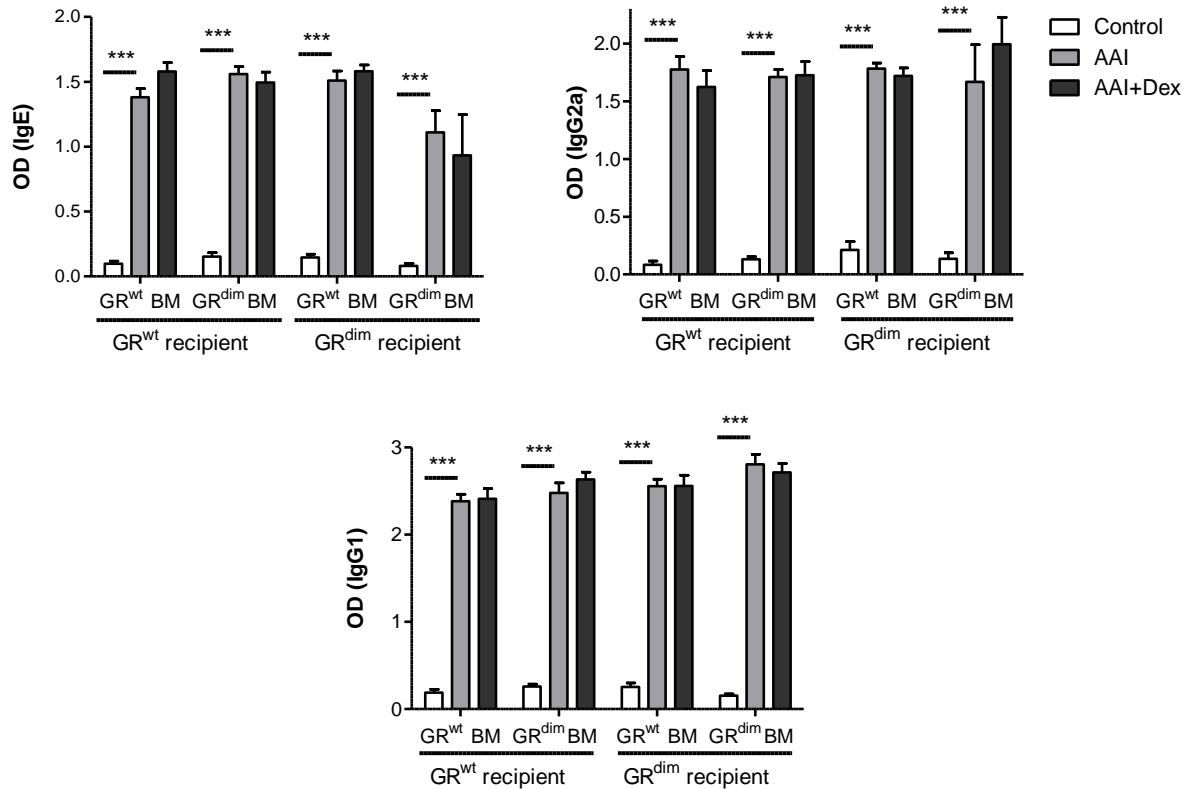 2.0
1.5
1.0
0.5
0.0
OD (IgE)
*** *** *** ***
GRwt BM GRdim BM GRwt BM GRdim BM
GRwt recipient GRdim recipient
2.0
1.5
1.0
0.5
0.0
OD (IgG2a)
*** *** *** ***
GRwt BM GRdim BM GRwt BM GRdim BM
GRwt recipient GRdim recipient
Control
AAI
AAI+Dex
3
2
1
0
OD (IgG1)
*** *** *** ***
GRwt BM GRdim BM GRwt BM GRdim BM
GRwt recipient GRdim recipient